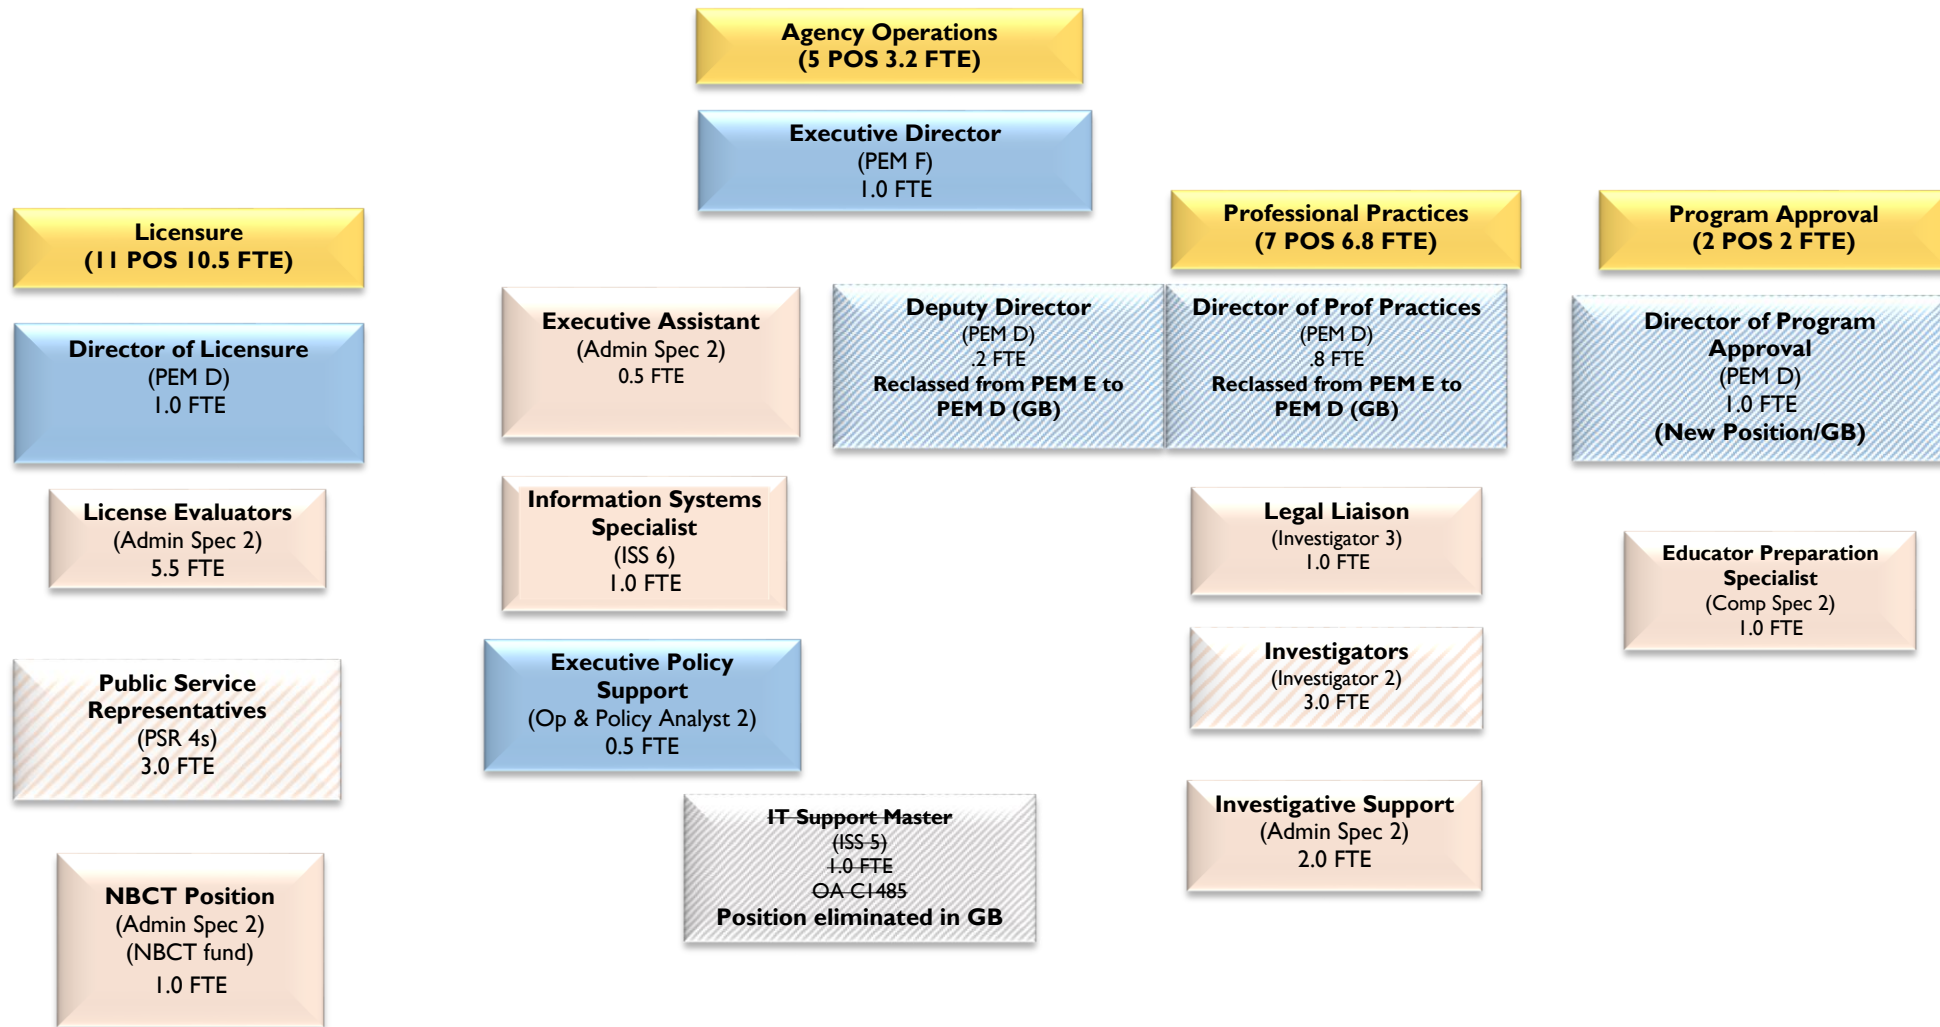 Agency Operations
(5 POS 3.2 FTE)
Executive Director
(PEM F)
1.0 FTE
Licensure
(11 POS 10.5 FTE)
Director of Licensure
(PEM D)
1.0 FTE
License Evaluators
(Admin Spec 2)
5.5 FTE
Public Service
Representatives
(PSR 4s)
3.0 FTE
NBCT Position
(Admin Spec 2)
(NBCT fund)
1.0 FTE
Executive Assistant
(Admin Spec 2)
0.5 FTE
Information Systems
Specialist
(ISS 6)
1.0 FTE
Executive Policy
Support
(Op & Policy Analyst 2)
0.5 FTE
Deputy Director
(PEM D)
.2 FTE
Reclassed from PEM E to
PEM D (GB)
IT Support Master
(ISS 5)
1.0 FTE
OA C1485
Position eliminated in GB
Professional Practices
(7 POS 6.8 FTE)
Director of Prof Practices
(PEM D)
.8 FTE
Reclassed from PEM E to
PEM D (GB)
Legal Liaison
(Investigator 3)
1.0 FTE
Investigators
(Investigator 2)
3.0 FTE
Investigative Support
(Admin Spec 2)
2.0 FTE
Program Approval
(2 POS 2 FTE)
Director of Program
Approval
(PEM D)
1.0 FTE
(New Position/GB)
Educator Preparation
Specialist
(Comp Spec 2)
1.0 FTE